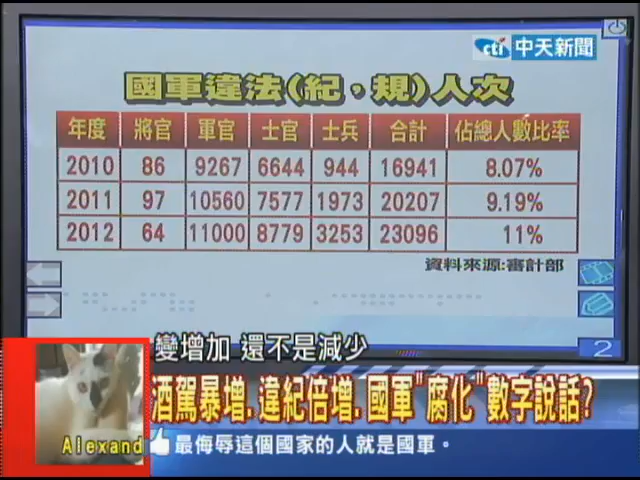 cti 中天新聞
國軍違法(紀、規)人次
年度 將官 軍官 士官 士兵 合計 佔總人數比率
2010 86 9267 6644 944 16941 8.07%
2011 97 10560 7577 1973 20207 9.19%
2012 64 11000 8779 3253 23096 11%
資料來源:審計部
2
變增加 還不是減少
酒駕暴增.違紀倍增.國軍"腐化"數字說話?
Alexand
最侮辱這個國家的人就是國軍。